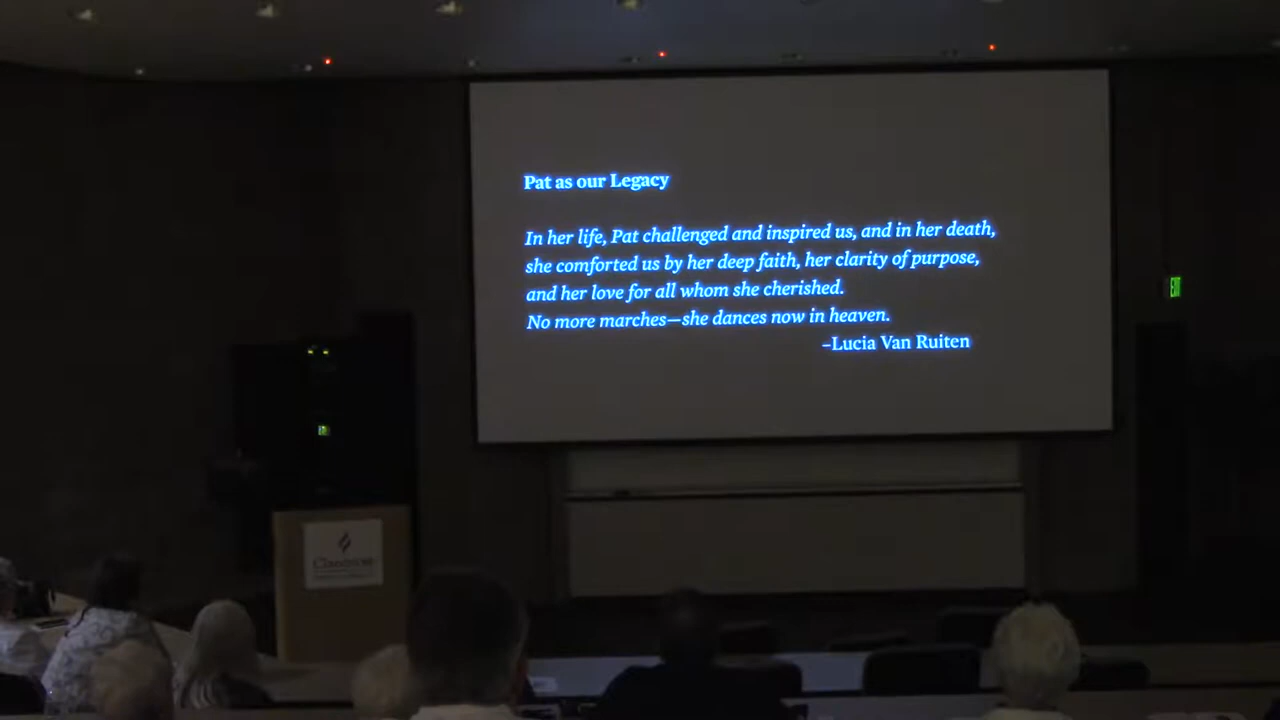 Pat as our Legacy
In her life, Pat challenged and inspired us, and in her death,
she comforted us by her deep faith, her clarity of purpose,
and her love for all whom she cherished.
No more marches—she dances now in heaven.
–Lucia Van Ruiten
EXIT
Claremont